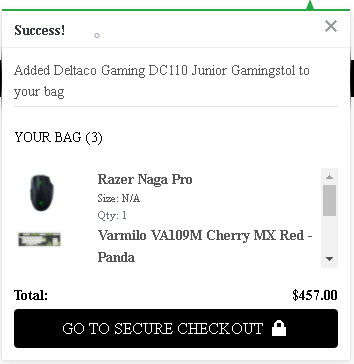 Success!
Added Deltaco Gaming DC110 Junior Gamingstol to
your bag
YOUR BAG (3)
Razer Naga Pro
Size: N/A
Qty: 1
Varmilo VA109M Cherry MX Red -
Panda
Total: $457.00
GO TO SECURE CHECKOUT